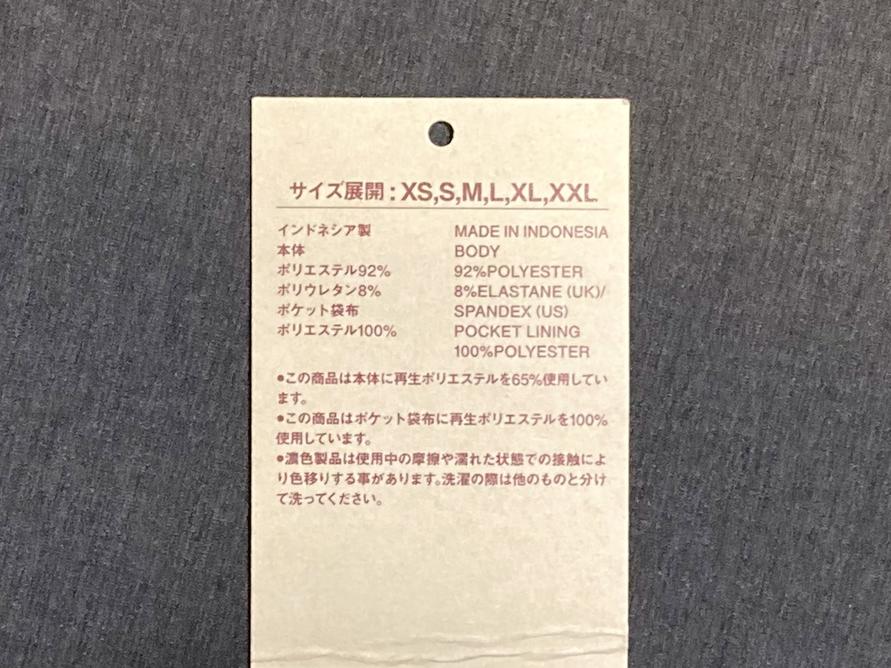 サイズ展開 : XS,S,M,L,XL,XXL
インドネシア製
本体
ポリエステル92%
ポリウレタン8%
ポケット袋布
ポリエステル100%
MADE IN INDONESIA
BODY
92%POLYESTER
8%ELASTANE (UK)/
SPANDEX (US)
POCKET LINING
100%POLYESTER
●この商品は本体に再生ポリエステルを65%使用してい
ます。
●この商品はポケット袋布に再生ポリエステルを100%
使用しています。
●濃色製品は使用中の摩擦や濡れた状態での接触によ
り色移りする事があります。洗濯の際は他のものと分け
て洗ってください。